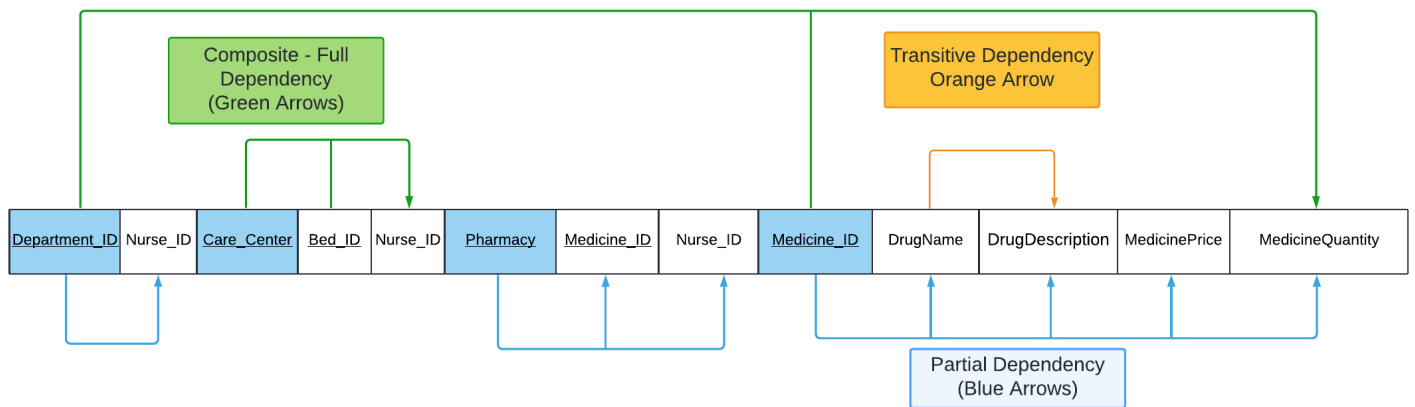 Composite - Full
Dependency
(Green Arrows)
Transitive Dependency
Orange Arrow
Department_ID
Nurse_ID
Care_Center
Bed_ID
Nurse_ID
Pharmacy
Medicine_ID
Nurse_ID
Medicine_ID
DrugName
DrugDescription
MedicinePrice
MedicineQuantity
Partial Dependency
(Blue Arrows)